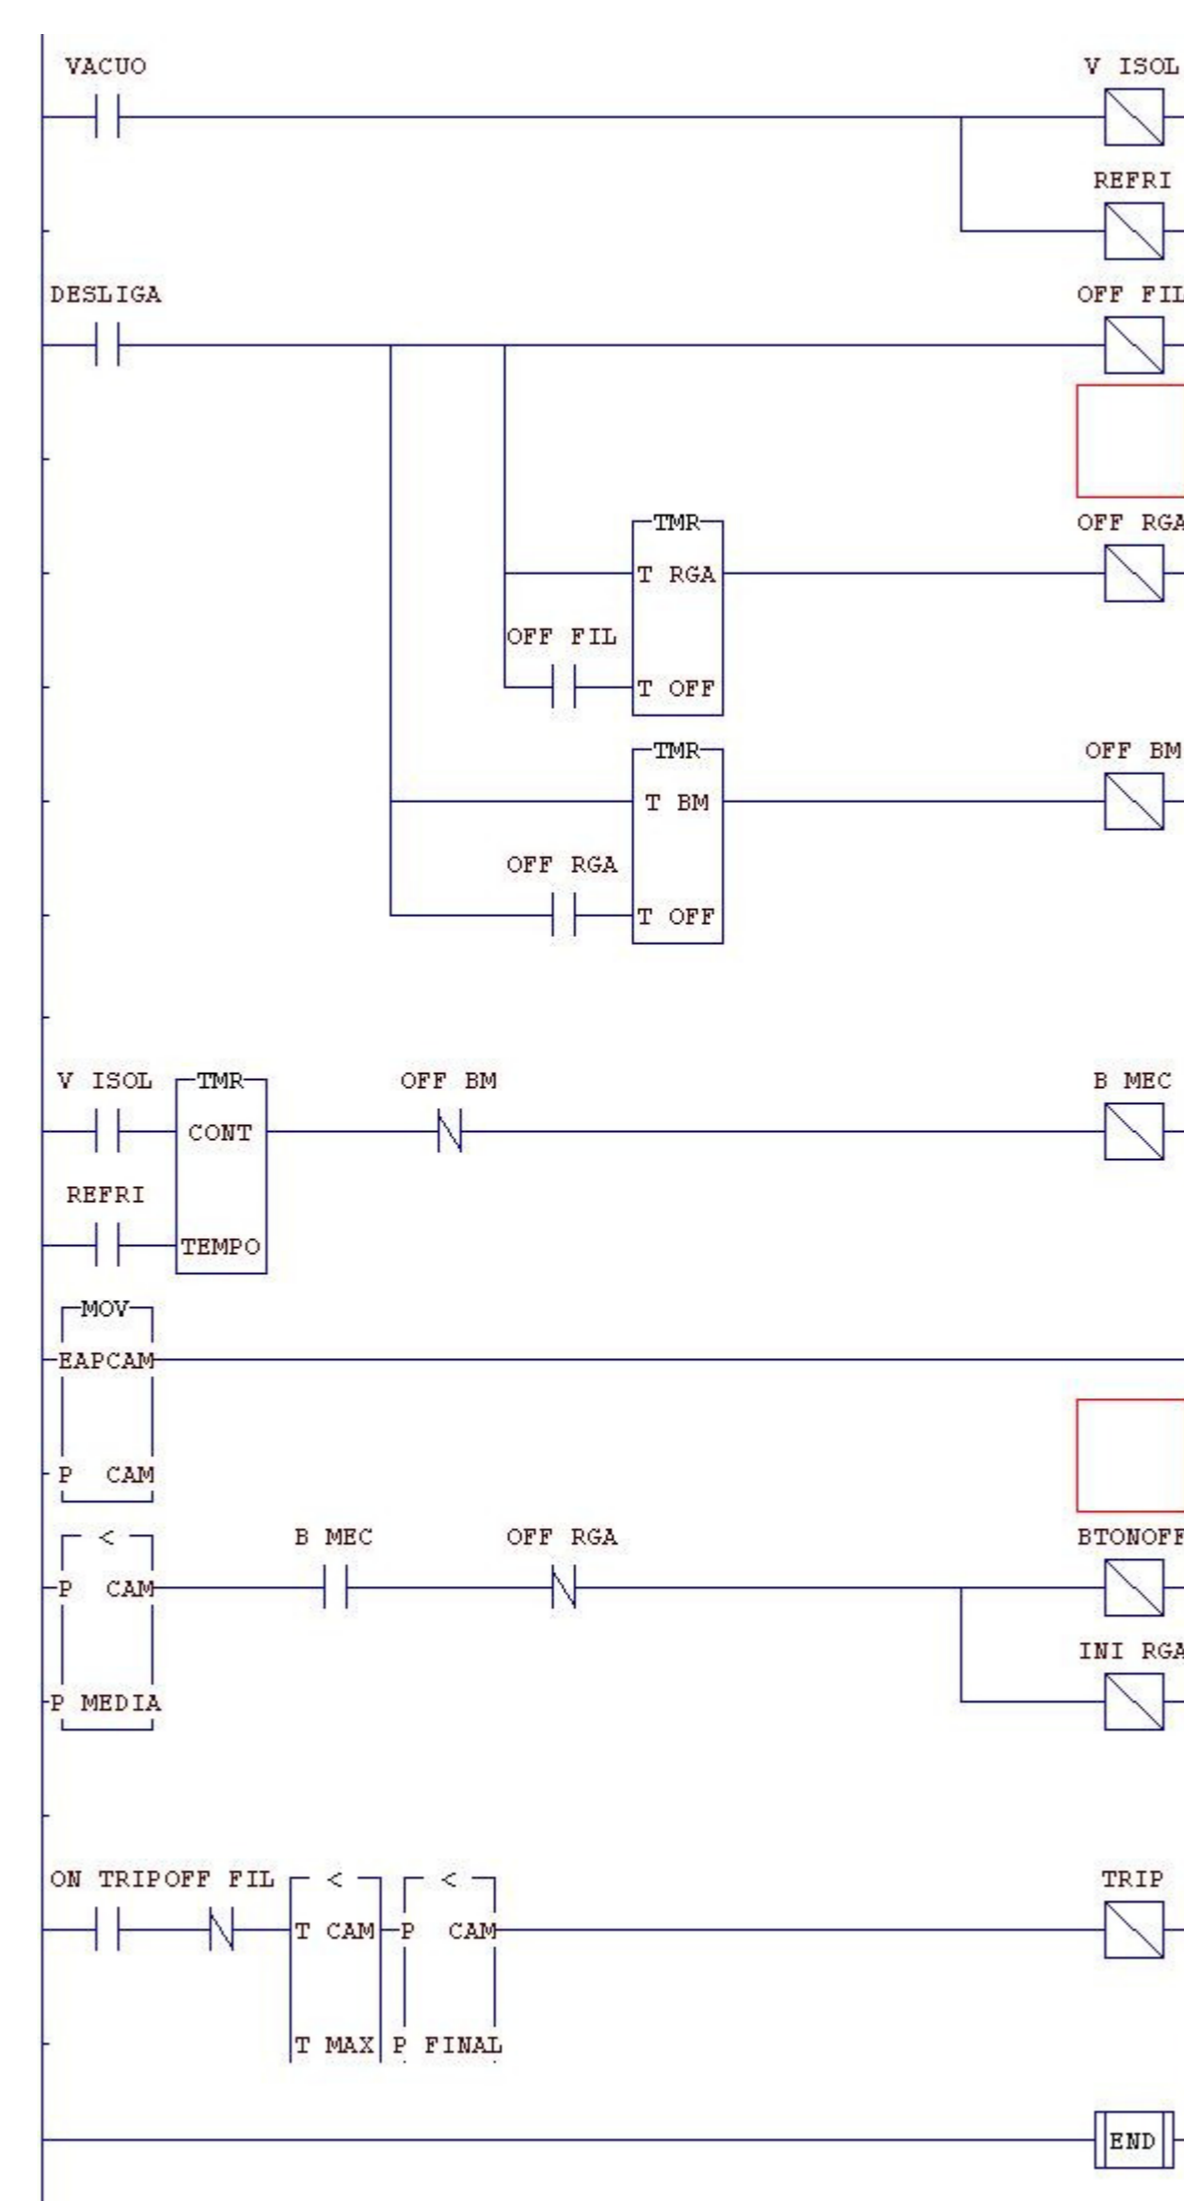 VACUO V ISOL
REFRI
DESLIGA OFF FIL
TMR
T RGA OFF RGA
OFF FIL
T OFF
TMR
T BM OFF BM
OFF RGA
T OFF
V ISOL TMR OFF BM B MEC
CONT
REFRI
TEMPO
MOV
EAPCAM
P CAM
< B MEC OFF RGA BTONOFF
P CAM
INI RGA
P MEDIA
ON TRIP OFF FIL < < TRIP
T CAM P CAM
T MAX P FINAL
END